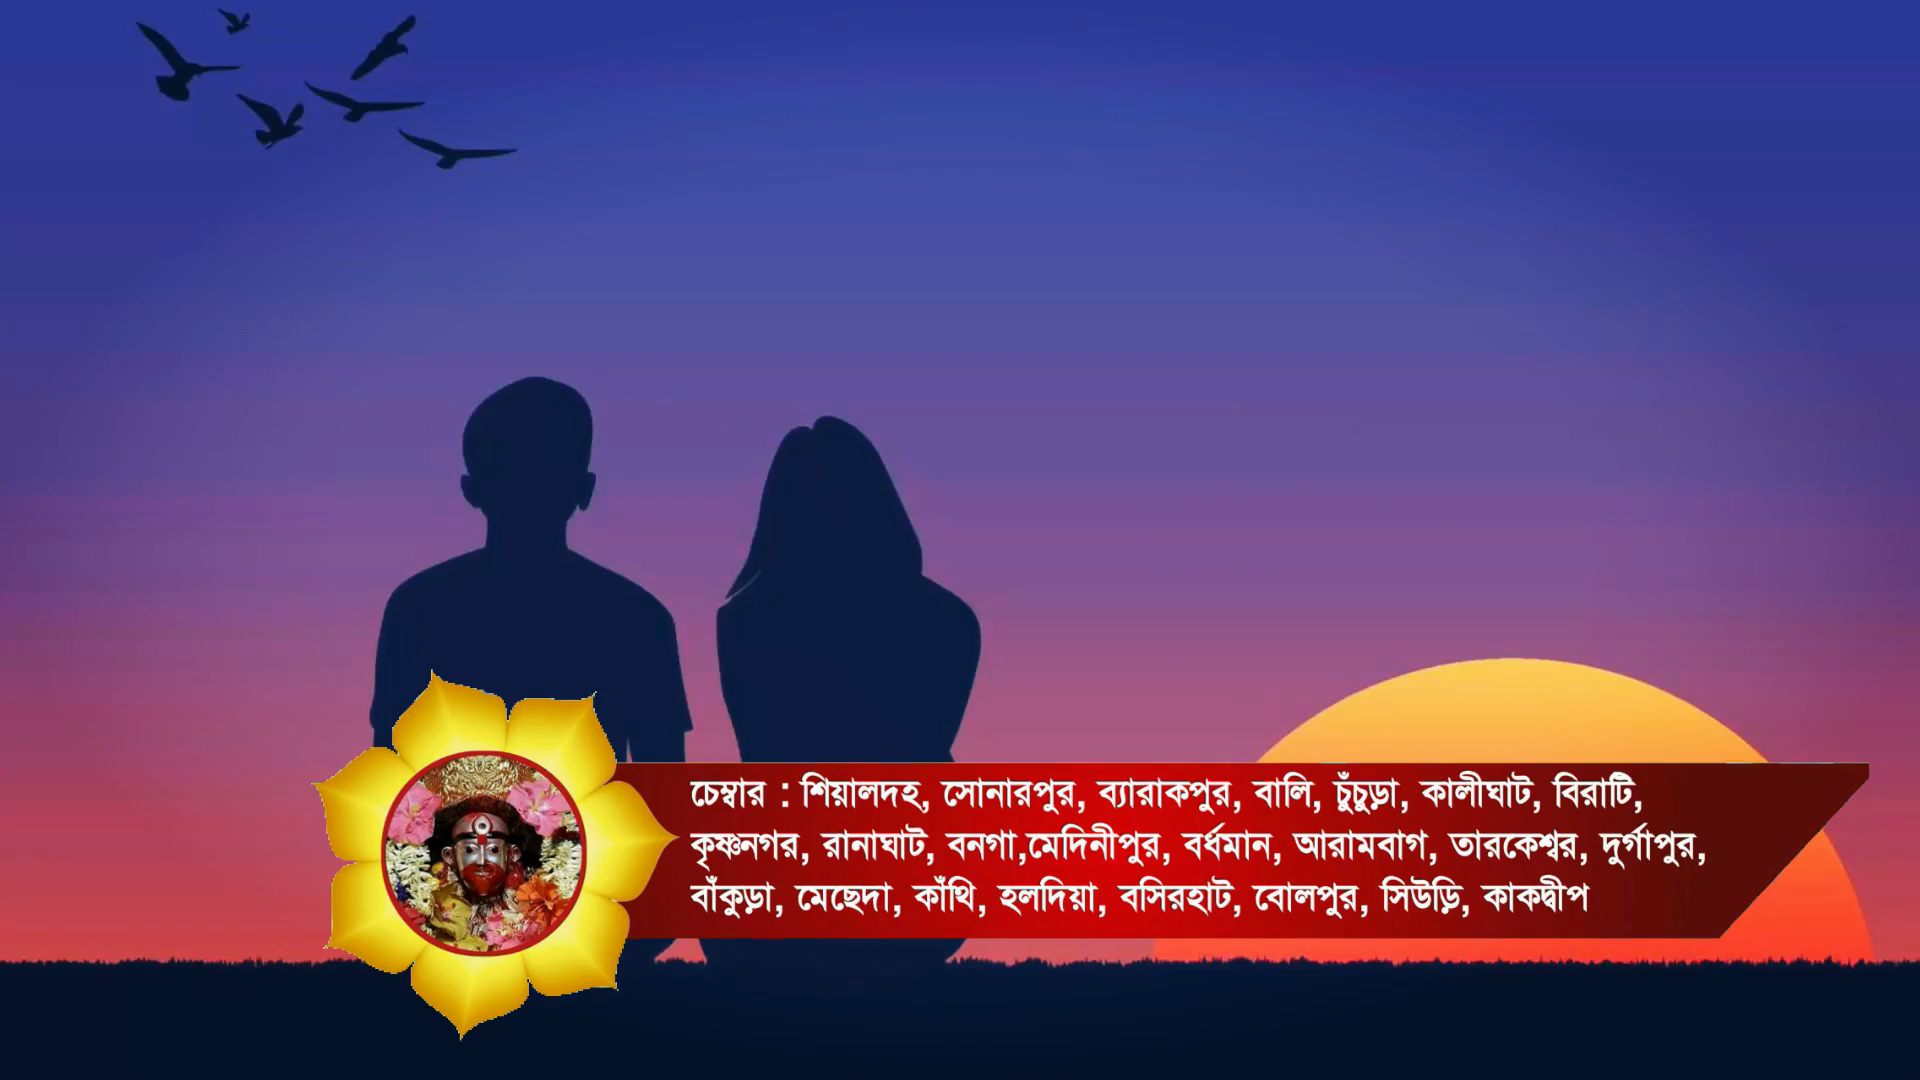 চেম্বার : শিয়ালদহ, সোনারপুর, ব্যারাকপুর, বালি, চুঁচুড়া, কালীঘাট, বিরাটি,
কৃষ্ণনগর, রানাঘাট, বনগা,মেদিনীপুর, বর্ধমান, আরামবাগ, তারকেশ্বর, দুর্গাপুর,
বাঁকুড়া, মেছেদা, কাঁথি, হলদিয়া, বসিরহাট, বোলপুর, সিউড়ি, কাকদ্বীপ